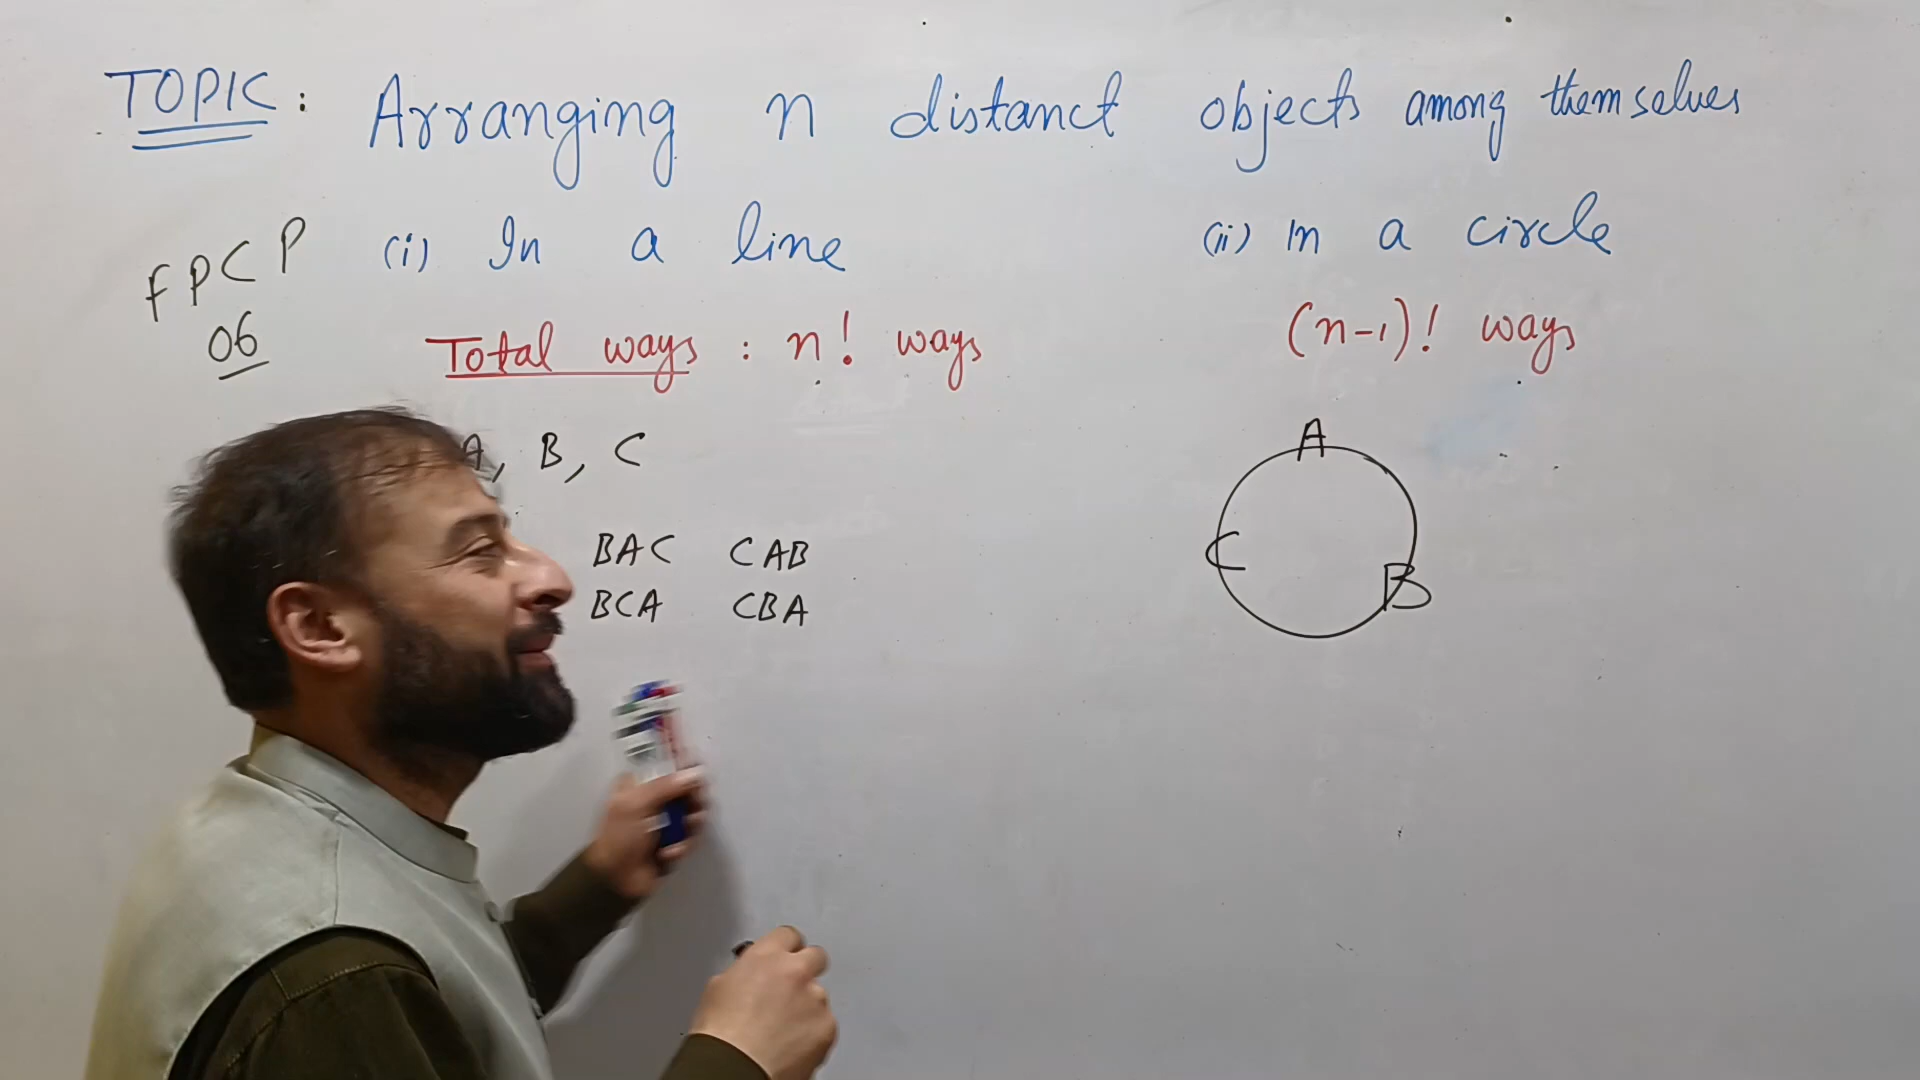 TOPIC : Arranging n distanct objects among themselves
(i) In a line
(ii) in a circle
FPCP
06
Total ways : n! ways
(n-1)! ways
A, B, C
BAC CAB
BCA CBA
A
C
B